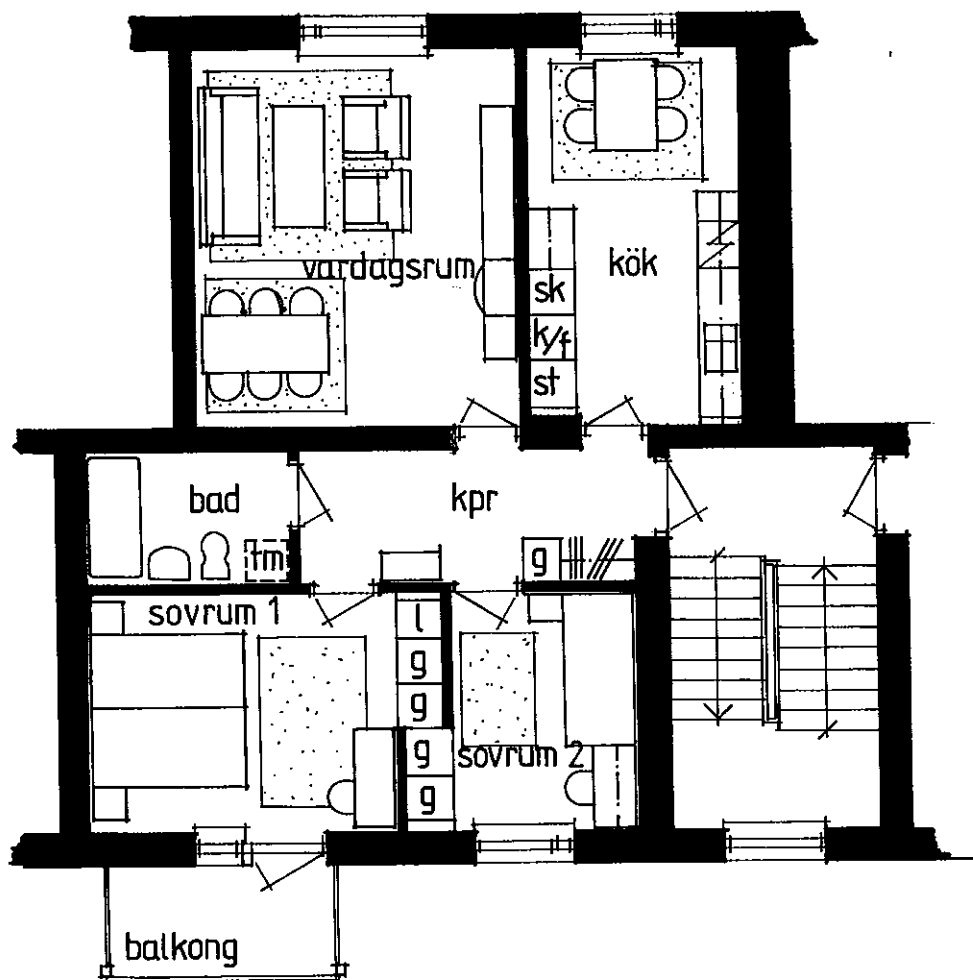 vardagsrum
kök
sk
k/f
st
bad
kpr
tm
g
sovrum 1
l
g
g
g
g
sovrum 2
balkong